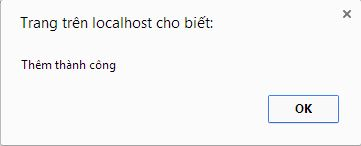 Trang trên localhost cho biết:
Thêm thành công
OK